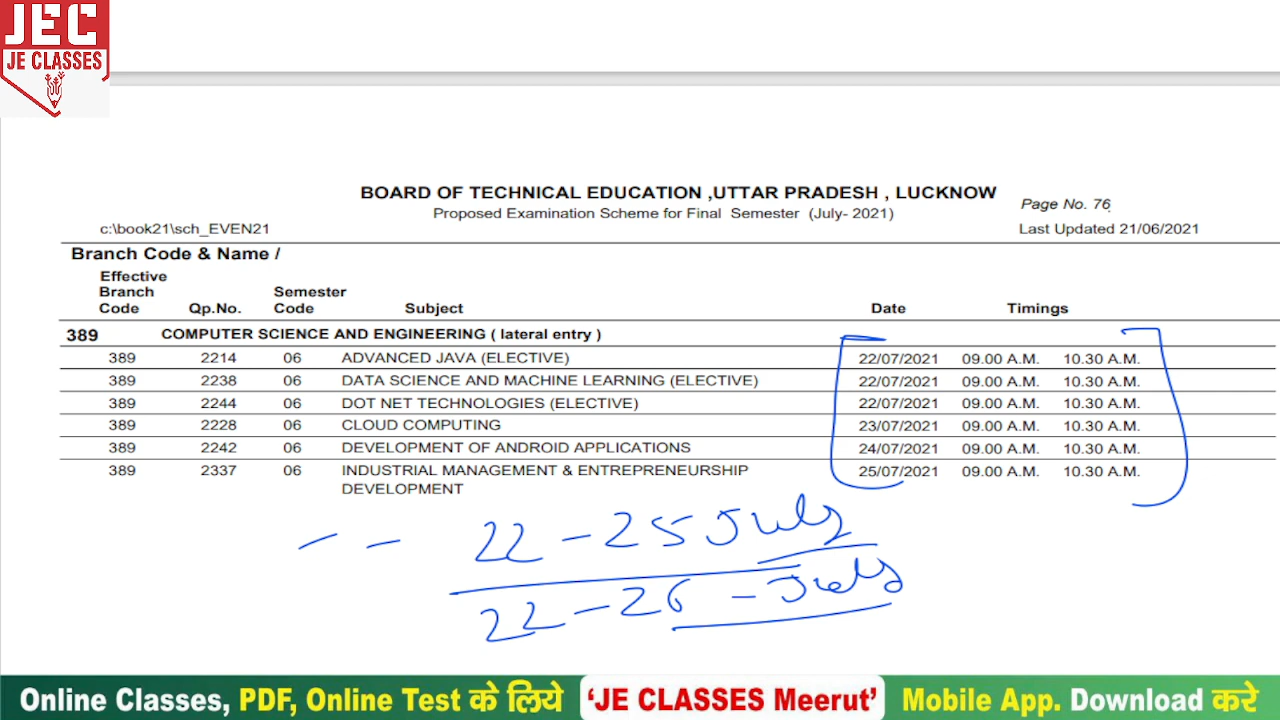 JEC
JE CLASSES
BOARD OF TECHNICAL EDUCATION ,UTTAR PRADESH , LUCKNOW
Proposed Examination Scheme for Final Semester (July- 2021)
Page No. 76
c:\book21\sch_EVEN21
Last Updated 21/06/2021
Branch Code & Name /
Effective Branch Code Qp.No. Semester Code Subject Date Timings
389 COMPUTER SCIENCE AND ENGINEERING ( lateral entry )
389 2214 06 ADVANCED JAVA (ELECTIVE) 22/07/2021 09.00 A.M. 10.30 A.M.
389 2238 06 DATA SCIENCE AND MACHINE LEARNING (ELECTIVE) 22/07/2021 09.00 A.M. 10.30 A.M.
389 2244 06 DOT NET TECHNOLOGIES (ELECTIVE) 22/07/2021 09.00 A.M. 10.30 A.M.
389 2228 06 CLOUD COMPUTING 23/07/2021 09.00 A.M. 10.30 A.M.
389 2242 06 DEVELOPMENT OF ANDROID APPLICATIONS 24/07/2021 09.00 A.M. 10.30 A.M.
389 2337 06 INDUSTRIAL MANAGEMENT & ENTREPRENEURSHIP 25/07/2021 09.00 A.M. 10.30 A.M.
DEVELOPMENT
-- 22-25 July
22-26-July
Online Classes, PDF, Online Test के लिये 'JE CLASSES Meerut' Mobile App. Download करे